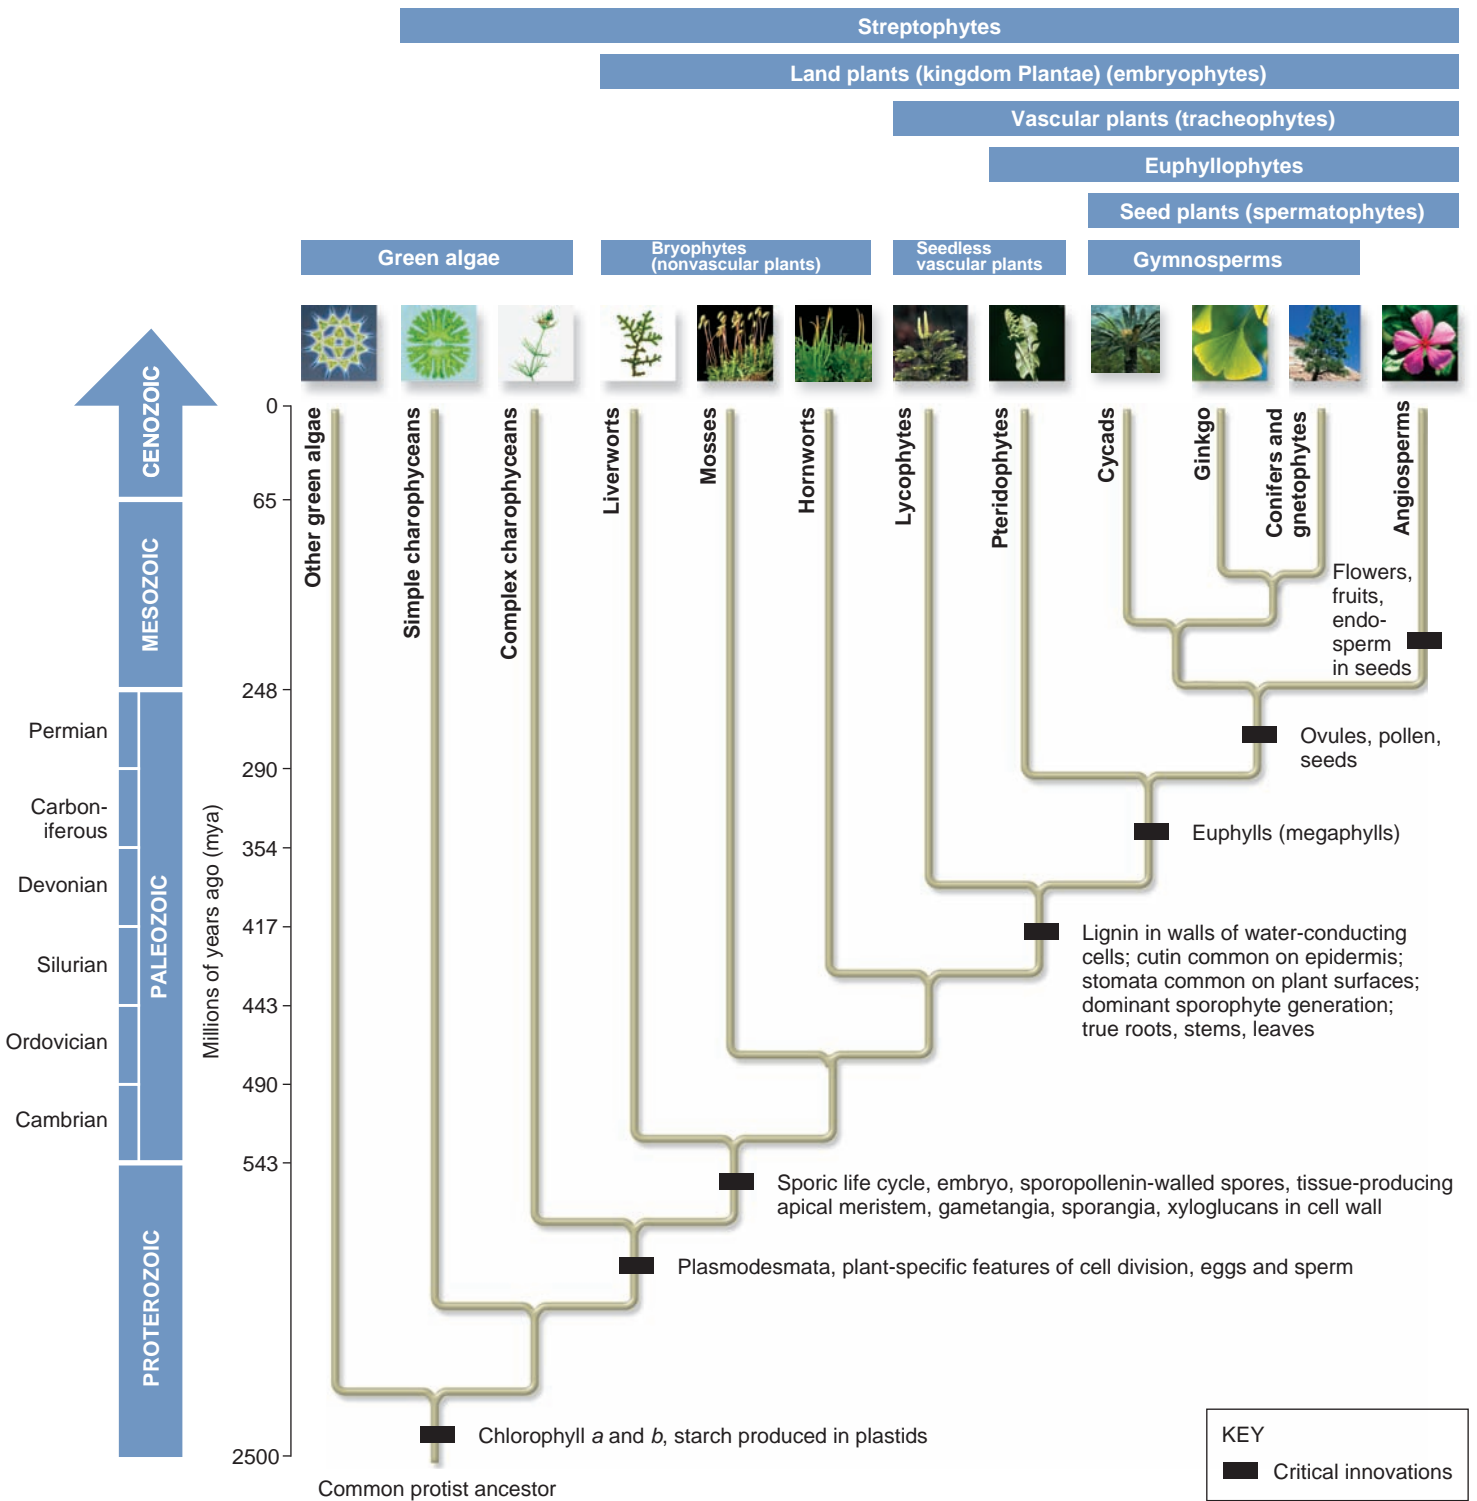 Streptophytes
Land plants (kingdom Plantae) (embryophytes)
Vascular plants (tracheophytes)
Euphyllophytes
Seed plants (spermatophytes)
Green algae
Bryophytes
(nonvascular plants)
Seedless
vascular plants
Gymnosperms
CENOZOIC
MESOZOIC
PALEOZOIC
PROTEROZOIC
Permian
Carbon-
iferous
Devonian
Silurian
Ordovician
Cambrian
Millions of years ago (mya)
0
65
248
290
354
417
443
490
543
2500
Other green algae
Simple charophyceans
Complex charophyceans
Liverworts
Mosses
Hornworts
Lycophytes
Pteridophytes
Cycads
Ginkgo
Conifers and
gnetophytes
Angiosperms
Flowers,
fruits,
endo-
sperm
in seeds
Ovules, pollen,
seeds
Euphylls (megaphylls)
Lignin in walls of water-conducting
cells; cutin common on epidermis;
stomata common on plant surfaces;
dominant sporophyte generation;
true roots, stems, leaves
Sporic life cycle, embryo, sporopollenin-walled spores, tissue-producing
apical meristem, gametangia, sporangia, xyloglucans in cell wall
Plasmodesmata, plant-specific features of cell division, eggs and sperm
Chlorophyll a and b, starch produced in plastids
Common protist ancestor
KEY
Critical innovations